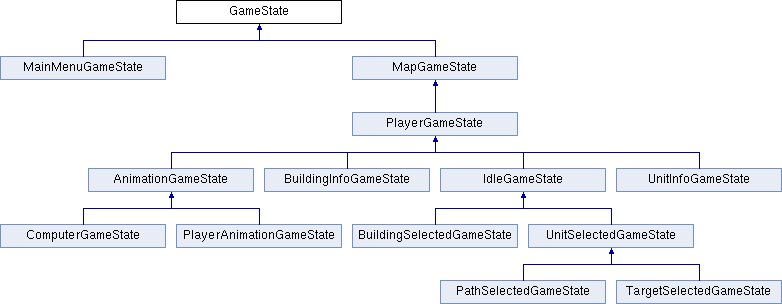 GameState
MainMenuGameState
MapGameState
PlayerGameState
AnimationGameState
BuildingInfoGameState
IdleGameState
UnitInfoGameState
ComputerGameState
PlayerAnimationGameState
BuildingSelectedGameState
UnitSelectedGameState
PathSelectedGameState
TargetSelectedGameState